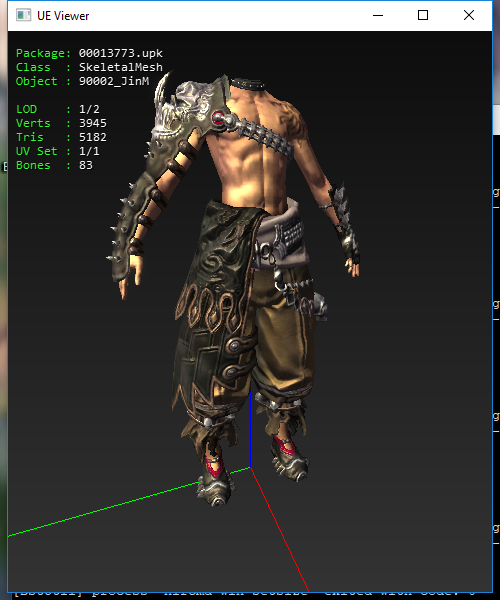 UE Viewer
Package: 00013773.upk
Class : SkeletalMesh
Object : 90002_JinM
LOD : 1/2
Verts : 3945
Tris : 5182
UV Set : 1/1
Bones : 83